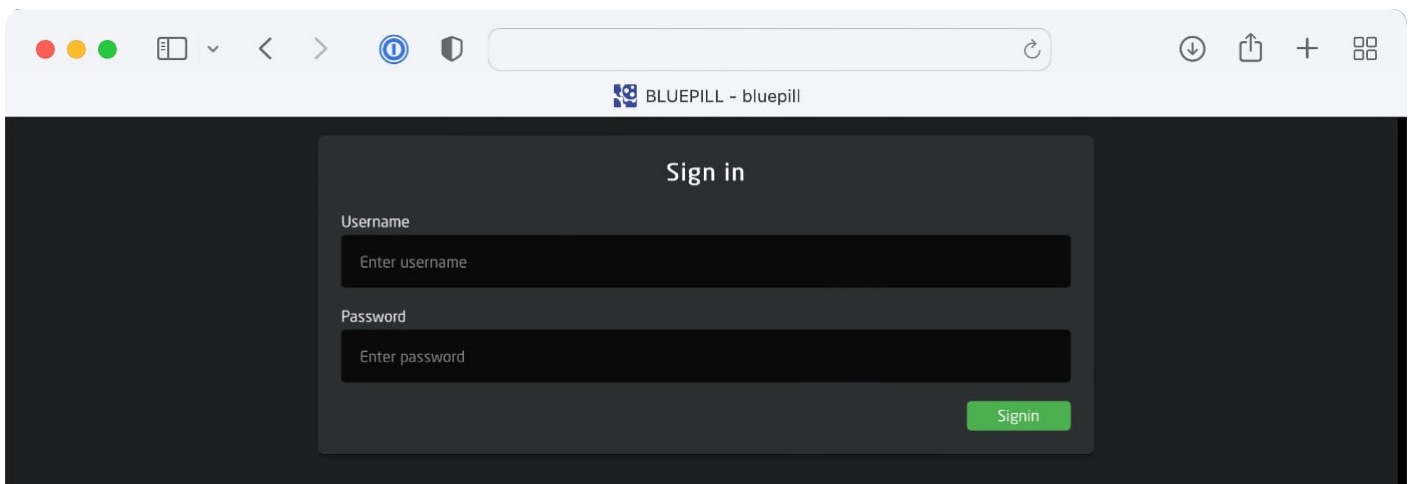 BLUEPILL - bluepill
Sign in
Username
Enter username
Password
Enter password
Signin